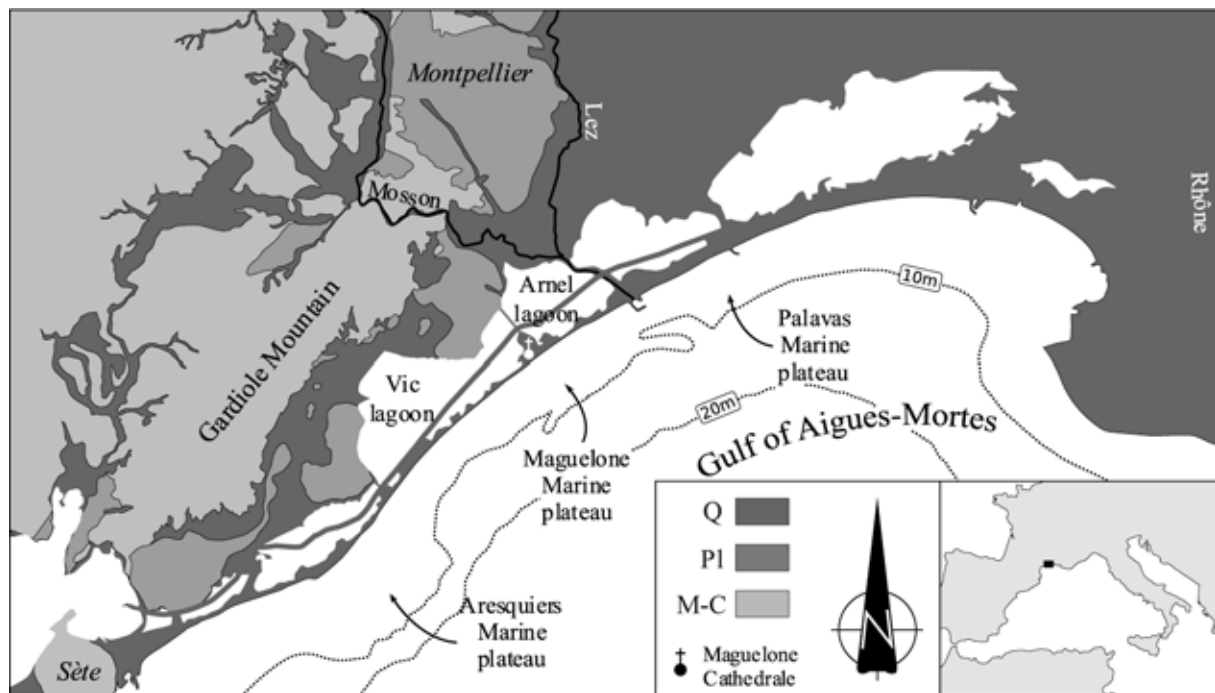 Montpellier
Lez
Rhône
Mosson
Arnel
lagoon
10m
Palavas
Marine
plateau
Gardiole Mountain
Vic
lagoon
20m
Gulf of Aigues-Mortes
Maguelone
Marine
plateau
Q
Pl
M-C
N
Aresquiers
Marine
plateau
Maguelone
Cathedrale
Sète